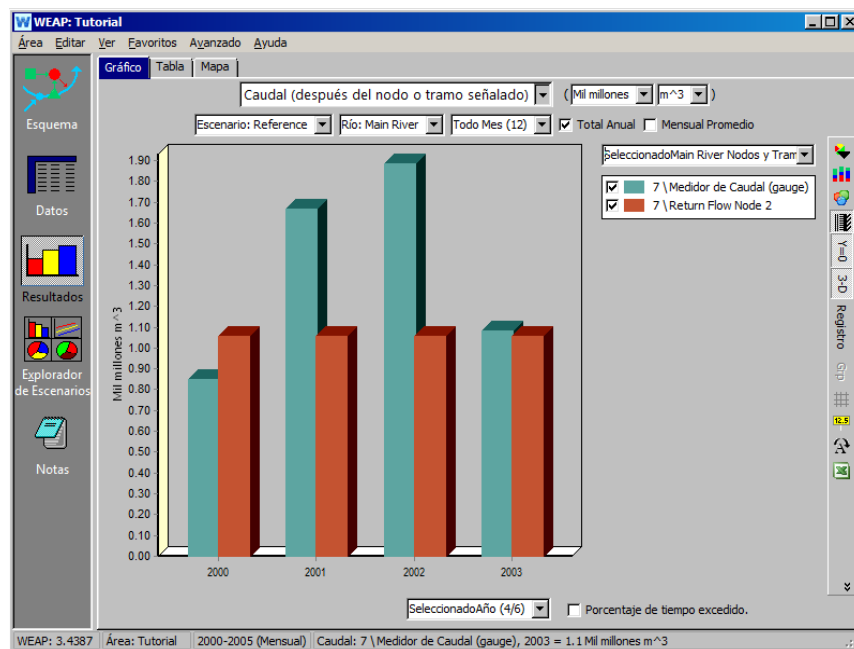 WEAP: Tutorial
Área Editar Ver Favoritos Avanzado Ayuda
Gráfico Tabla Mapa
Caudal (después del nodo o tramo señalado) ( Mil millones m^3 )
Escenario: Reference Río: Main River Todo Mes (12) Total Anual Mensual Promedio
SeleccionadoMain River Nodos y Tram
7 \ Medidor de Caudal (gauge)
7 \ Return Flow Node 2
Esquema
Datos
Resultados
Explorador
de Escenarios
Notas
Mil millones m^3
1.90
1.80
1.70
1.60
1.50
1.40
1.30
1.20
1.10
1.00
0.90
0.80
0.70
0.60
0.50
0.40
0.30
0.20
0.10
0.00
2000 2001 2002 2003
Y=0
3-D
Registro
Grp
12.5
A
SeleccionadoAño (4/6) Porcentaje de tiempo excedido.
WEAP: 3.4387 Área: Tutorial 2000-2005 (Mensual) Caudal: 7 \ Medidor de Caudal (gauge), 2003 = 1.1 Mil millones m^3